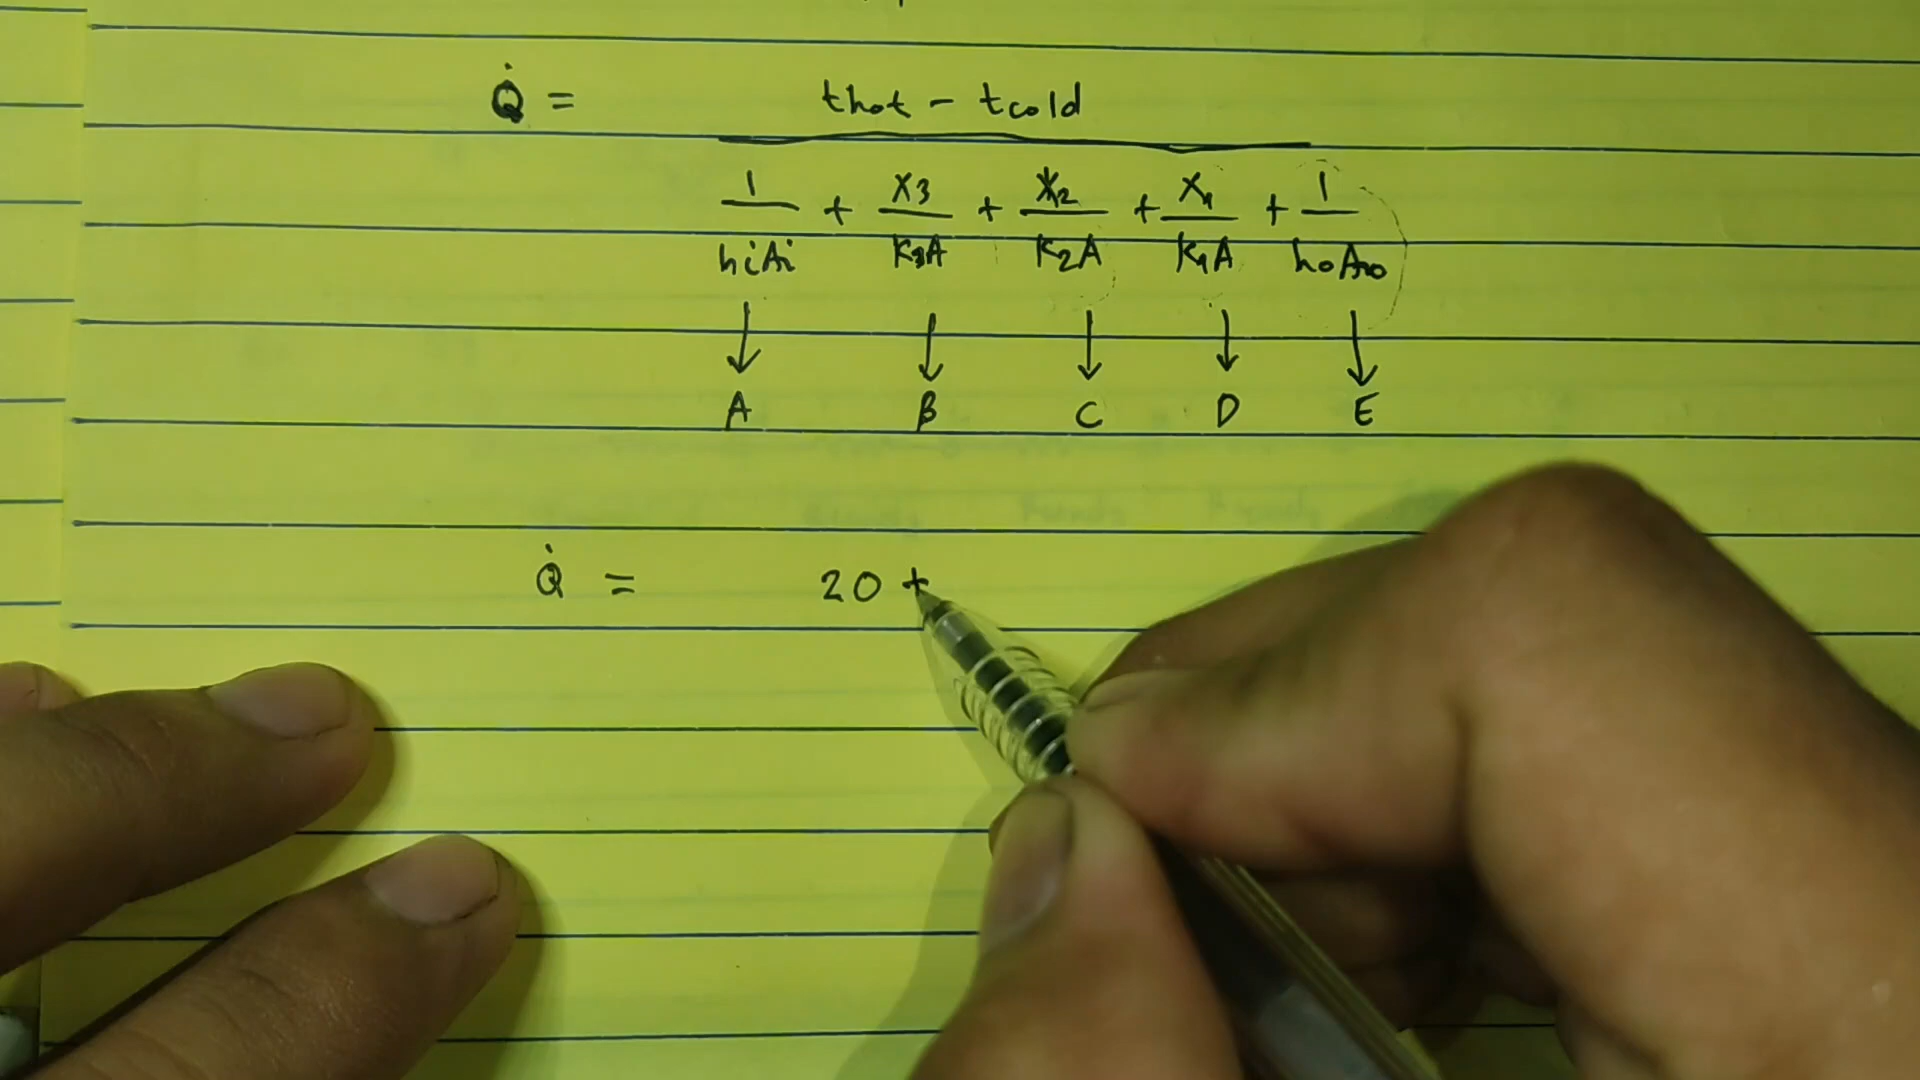 Q̇ = thot - tcold
1/hiAi + x3/k3A + x2/k2A + x1/k1A + 1/hoAo
A B C D E
Q̇ = 20 +